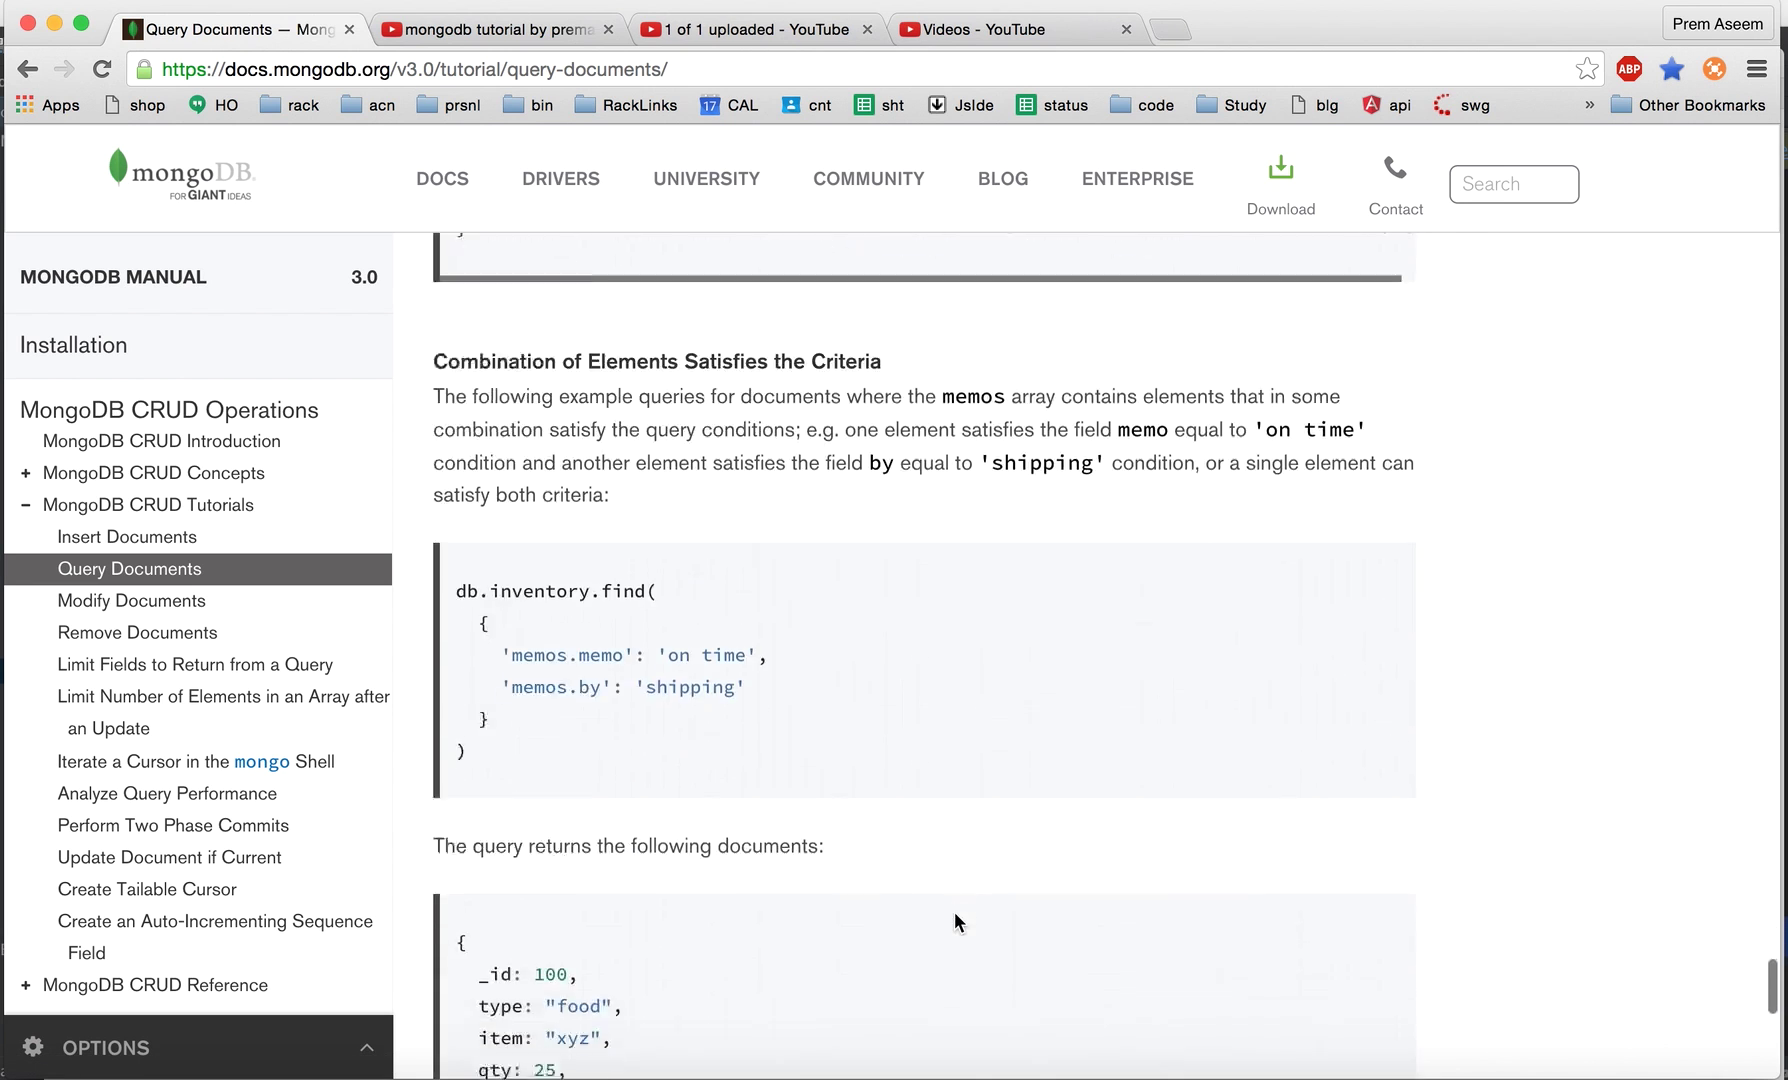 Query Documents — Mong
mongodb tutorial by prema
1 of 1 uploaded - YouTube
Videos - YouTube
Prem Aseem
https://docs.mongodb.org/v3.0/tutorial/query-documents/
ABP
Apps shop HO rack acn prsnl bin RackLinks 17 CAL cnt sht JsIde status code Study blg api swg » Other Bookmarks
mongoDB.
FOR GIANT IDEAS
DOCS DRIVERS UNIVERSITY COMMUNITY BLOG ENTERPRISE
Download
Contact
Search
MONGODB MANUAL 3.0
Installation
MongoDB CRUD Operations
MongoDB CRUD Introduction
+ MongoDB CRUD Concepts
– MongoDB CRUD Tutorials
Insert Documents
Query Documents
Modify Documents
Remove Documents
Limit Fields to Return from a Query
Limit Number of Elements in an Array after
an Update
Iterate a Cursor in the mongo Shell
Analyze Query Performance
Perform Two Phase Commits
Update Document if Current
Create Tailable Cursor
Create an Auto-Incrementing Sequence
Field
+ MongoDB CRUD Reference
OPTIONS
}
Combination of Elements Satisfies the Criteria
The following example queries for documents where the memos array contains elements that in some
combination satisfy the query conditions; e.g. one element satisfies the field memo equal to 'on time'
condition and another element satisfies the field by equal to 'shipping' condition, or a single element can
satisfy both criteria:
db.inventory.find(
{
'memos.memo': 'on time',
'memos.by': 'shipping'
}
)
The query returns the following documents:
{
_id: 100,
type: "food",
item: "xyz",
qty: 25,